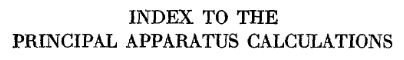 INDEX TO THE
PRINCIPAL APPARATUS CALCULATIONS